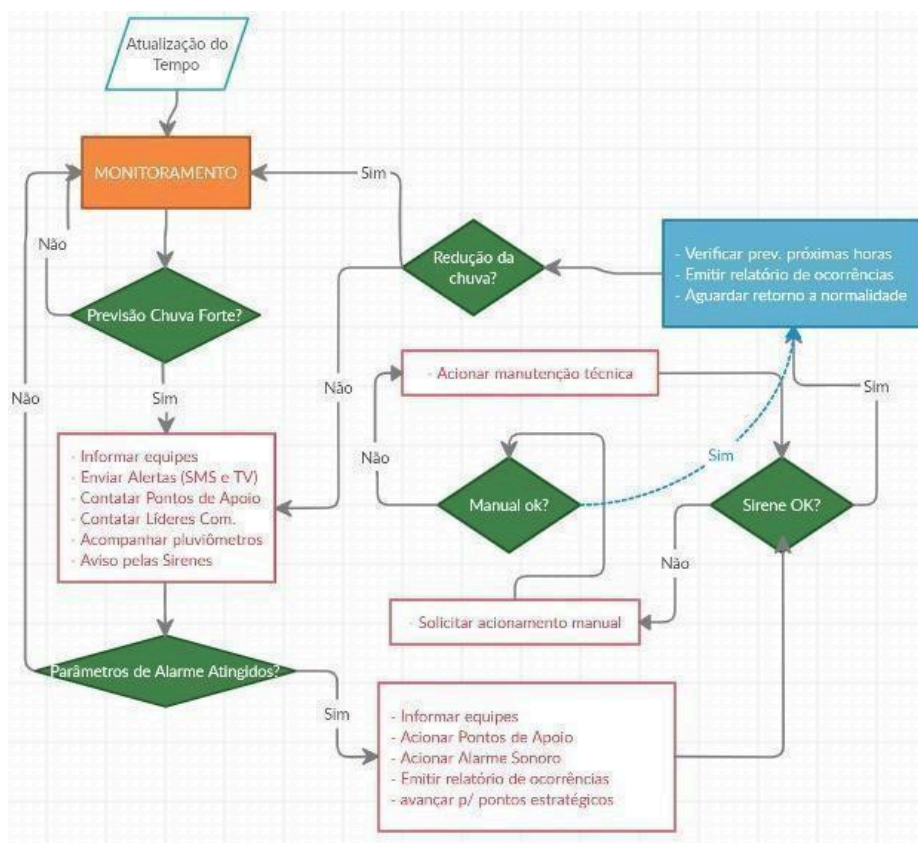 Atualização do
Tempo
MONITORAMENTO
Sim
Não
Redução da
chuva?
- Verificar prev. próximas horas
- Emitir relatório de ocorrências
- Aguardar retorno a normalidade
Previsão Chuva Forte?
- Acionar manutenção técnica
Não
Sim
Não
Sim
- Informar equipes
- Enviar Alertas (SMS e TV)
- Contatar Pontos de Apoio
- Contatar Líderes Com.
- Acompanhar pluviômetros
- Aviso pelas Sirenes
Não
Sim
Manual ok?
Sirene OK?
Não
- Solicitar acionamento manual
Parâmetros de Alarme Atingidos?
Sim
- Informar equipes
- Acionar Pontos de Apoio
- Acionar Alarme Sonoro
- Emitir relatório de ocorrências
- avançar p/ pontos estratégicos